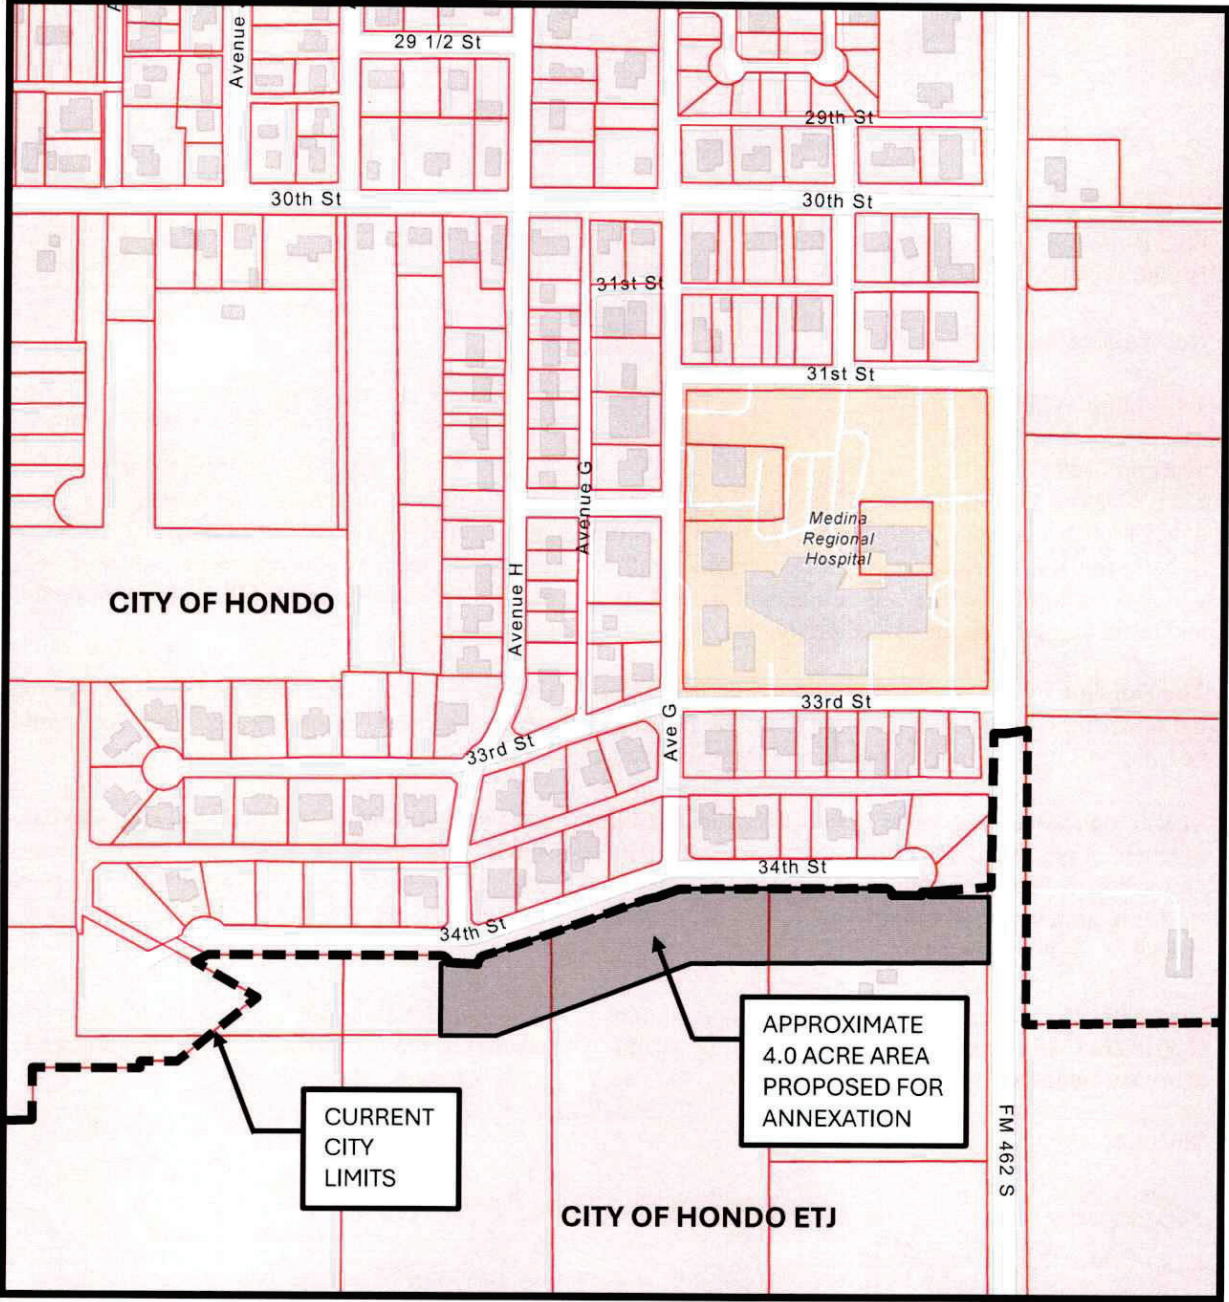 29 1/2 St
Avenue
29th St
30th St
30th St
31st St
31st St
Avenue G
Medina
Regional
Hospital
Avenue H
CITY OF HONDO
33rd St
Ave G
33rd St
34th St
34th St
APPROXIMATE
4.0 ACRE AREA
PROPOSED FOR
ANNEXATION
CURRENT
CITY
LIMITS
FM 462 S
CITY OF HONDO ETJ